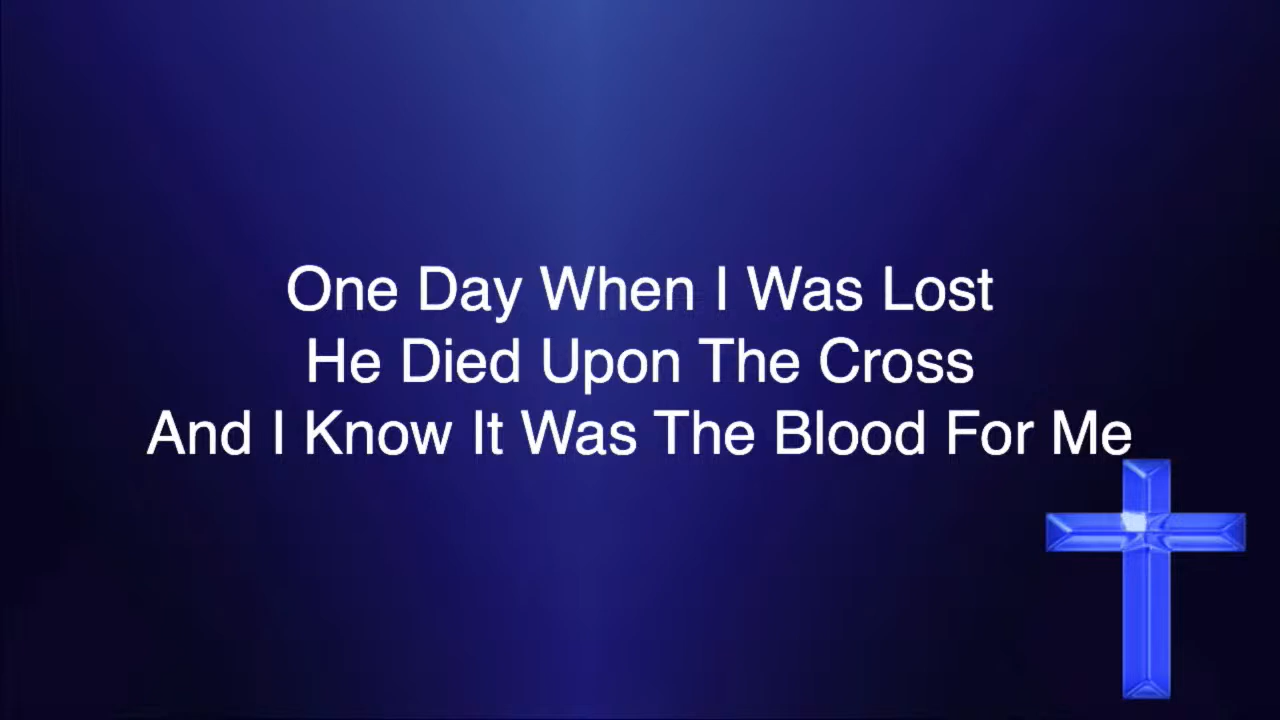 One Day When I Was Lost
He Died Upon The Cross
And I Know It Was The Blood For Me